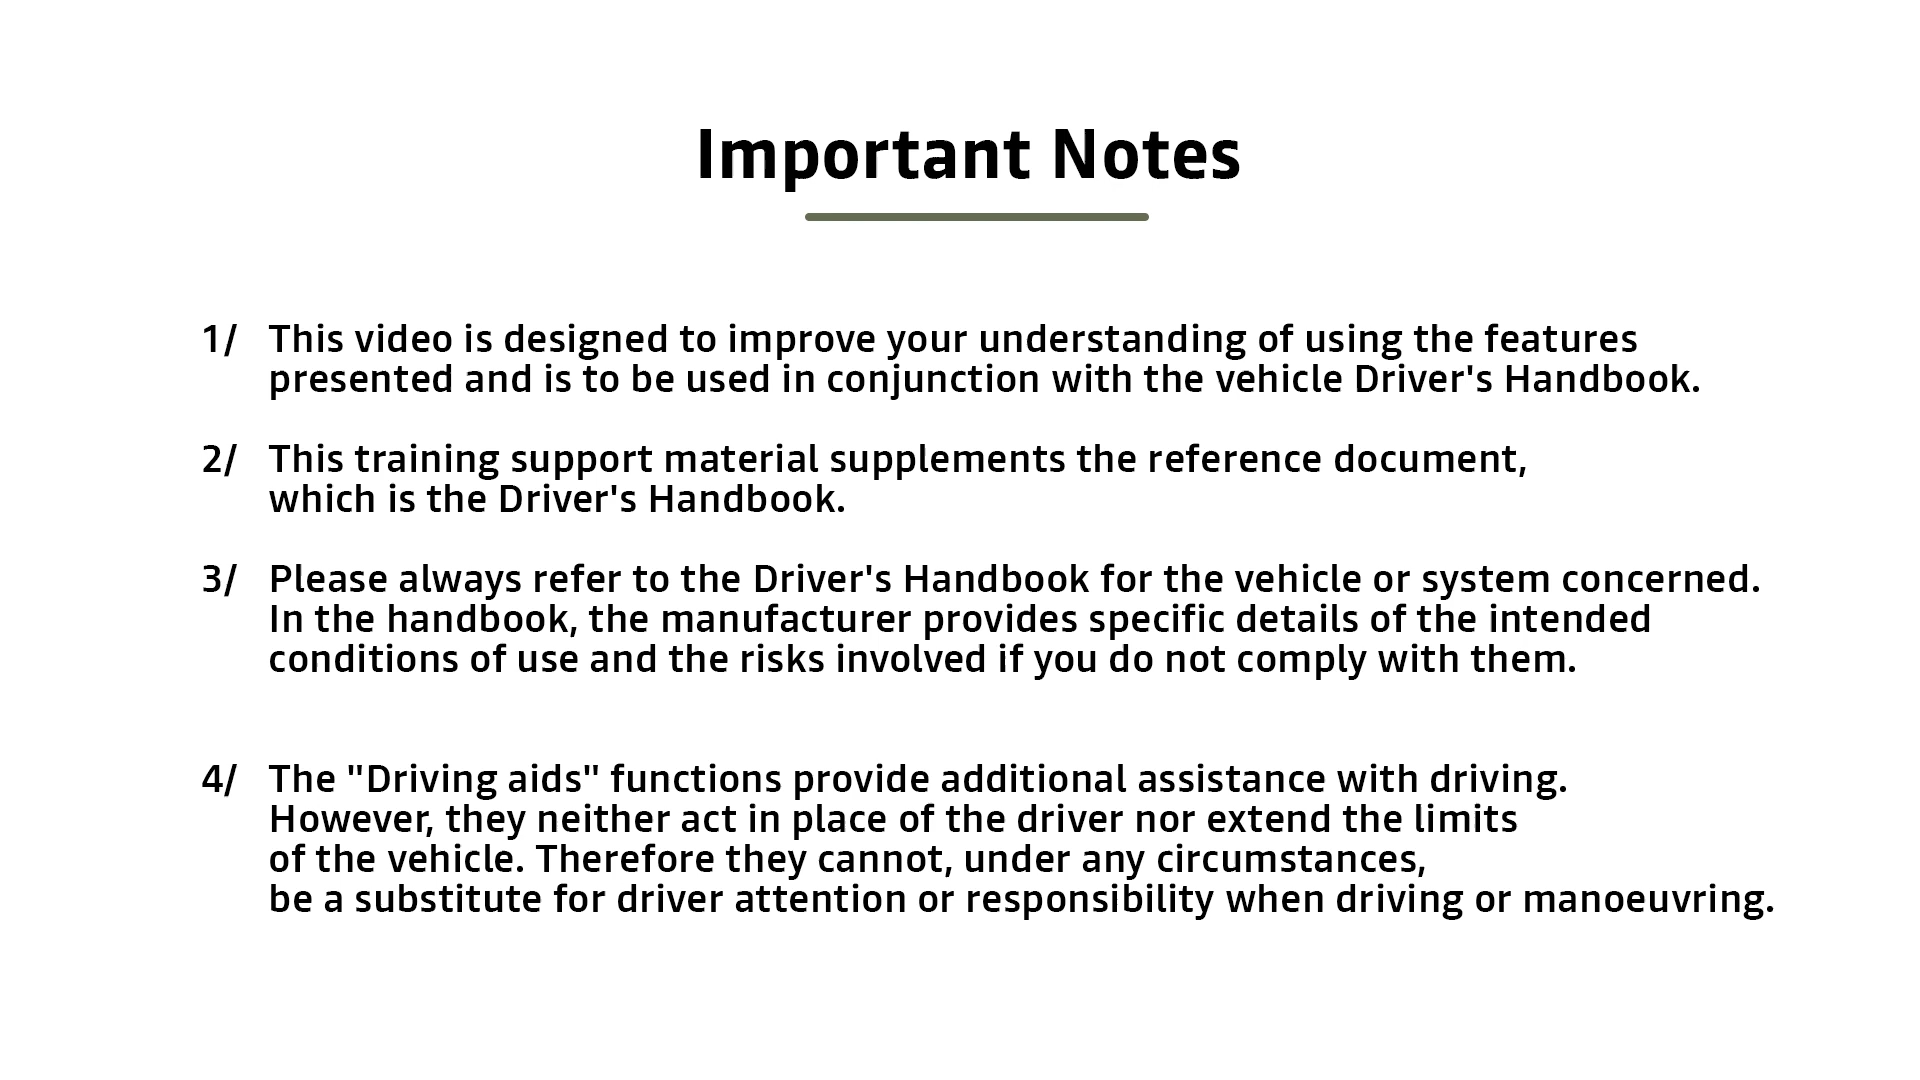 Important Notes
1/ This video is designed to improve your understanding of using the features
presented and is to be used in conjunction with the vehicle Driver's Handbook.
2/ This training support material supplements the reference document,
which is the Driver's Handbook.
3/ Please always refer to the Driver's Handbook for the vehicle or system concerned.
In the handbook, the manufacturer provides specific details of the intended
conditions of use and the risks involved if you do not comply with them.
4/ The "Driving aids" functions provide additional assistance with driving.
However, they neither act in place of the driver nor extend the limits
of the vehicle. Therefore they cannot, under any circumstances,
be a substitute for driver attention or responsibility when driving or manoeuvring.